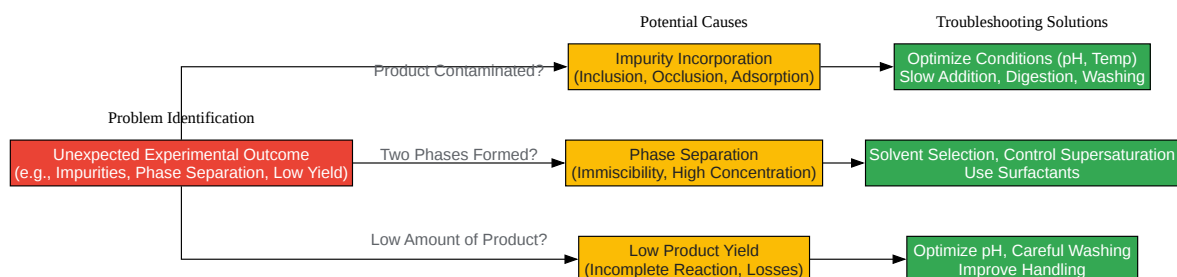 Potential Causes
Troubleshooting Solutions
Product Contaminated?
Impurity Incorporation
(Inclusion, Occlusion, Adsorption)
Optimize Conditions (pH, Temp)
Slow Addition, Digestion, Washing
Problem Identification
Unexpected Experimental Outcome
(e.g., Impurities, Phase Separation, Low Yield)
Two Phases Formed?
Phase Separation
(Immiscibility, High Concentration)
Solvent Selection, Control Supersaturation
Use Surfactants
Low Amount of Product?
Low Product Yield
(Incomplete Reaction, Losses)
Optimize pH, Careful Washing
Improve Handling